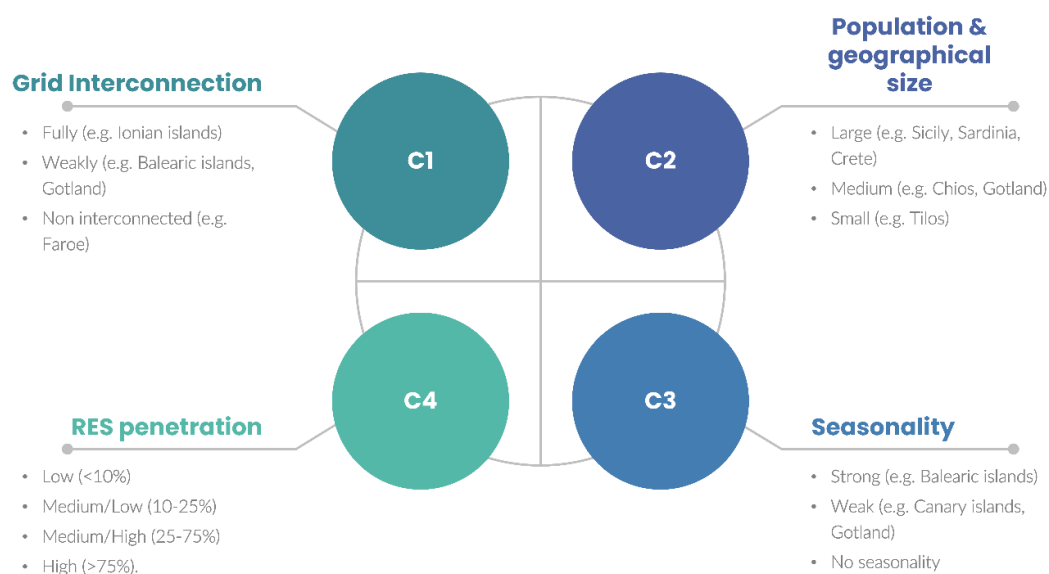 Grid Interconnection
• Fully (e.g. Ionian islands)
• Weakly (e.g. Balearic islands,
Gotland)
• Non interconnected (e.g.
Faroe)
C1
C2
Population &
geographical
size
• Large (e.g. Sicily, Sardinia,
Crete)
• Medium (e.g. Chios, Gotland)
• Small (e.g. Tilos)
RES penetration
• Low (<10%)
• Medium/Low (10-25%)
• Medium/High (25-75%)
• High (>75%).
C4
C3
Seasonality
• Strong (e.g. Balearic islands)
• Weak (e.g. Canary islands,
Gotland)
• No seasonality